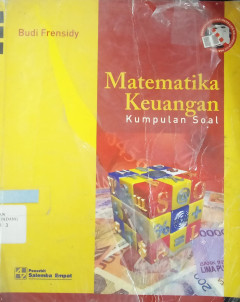 Budi Frensidy
Matematika
Keuangan
Kumpulan Soal
Penerbit
Salemba Empat